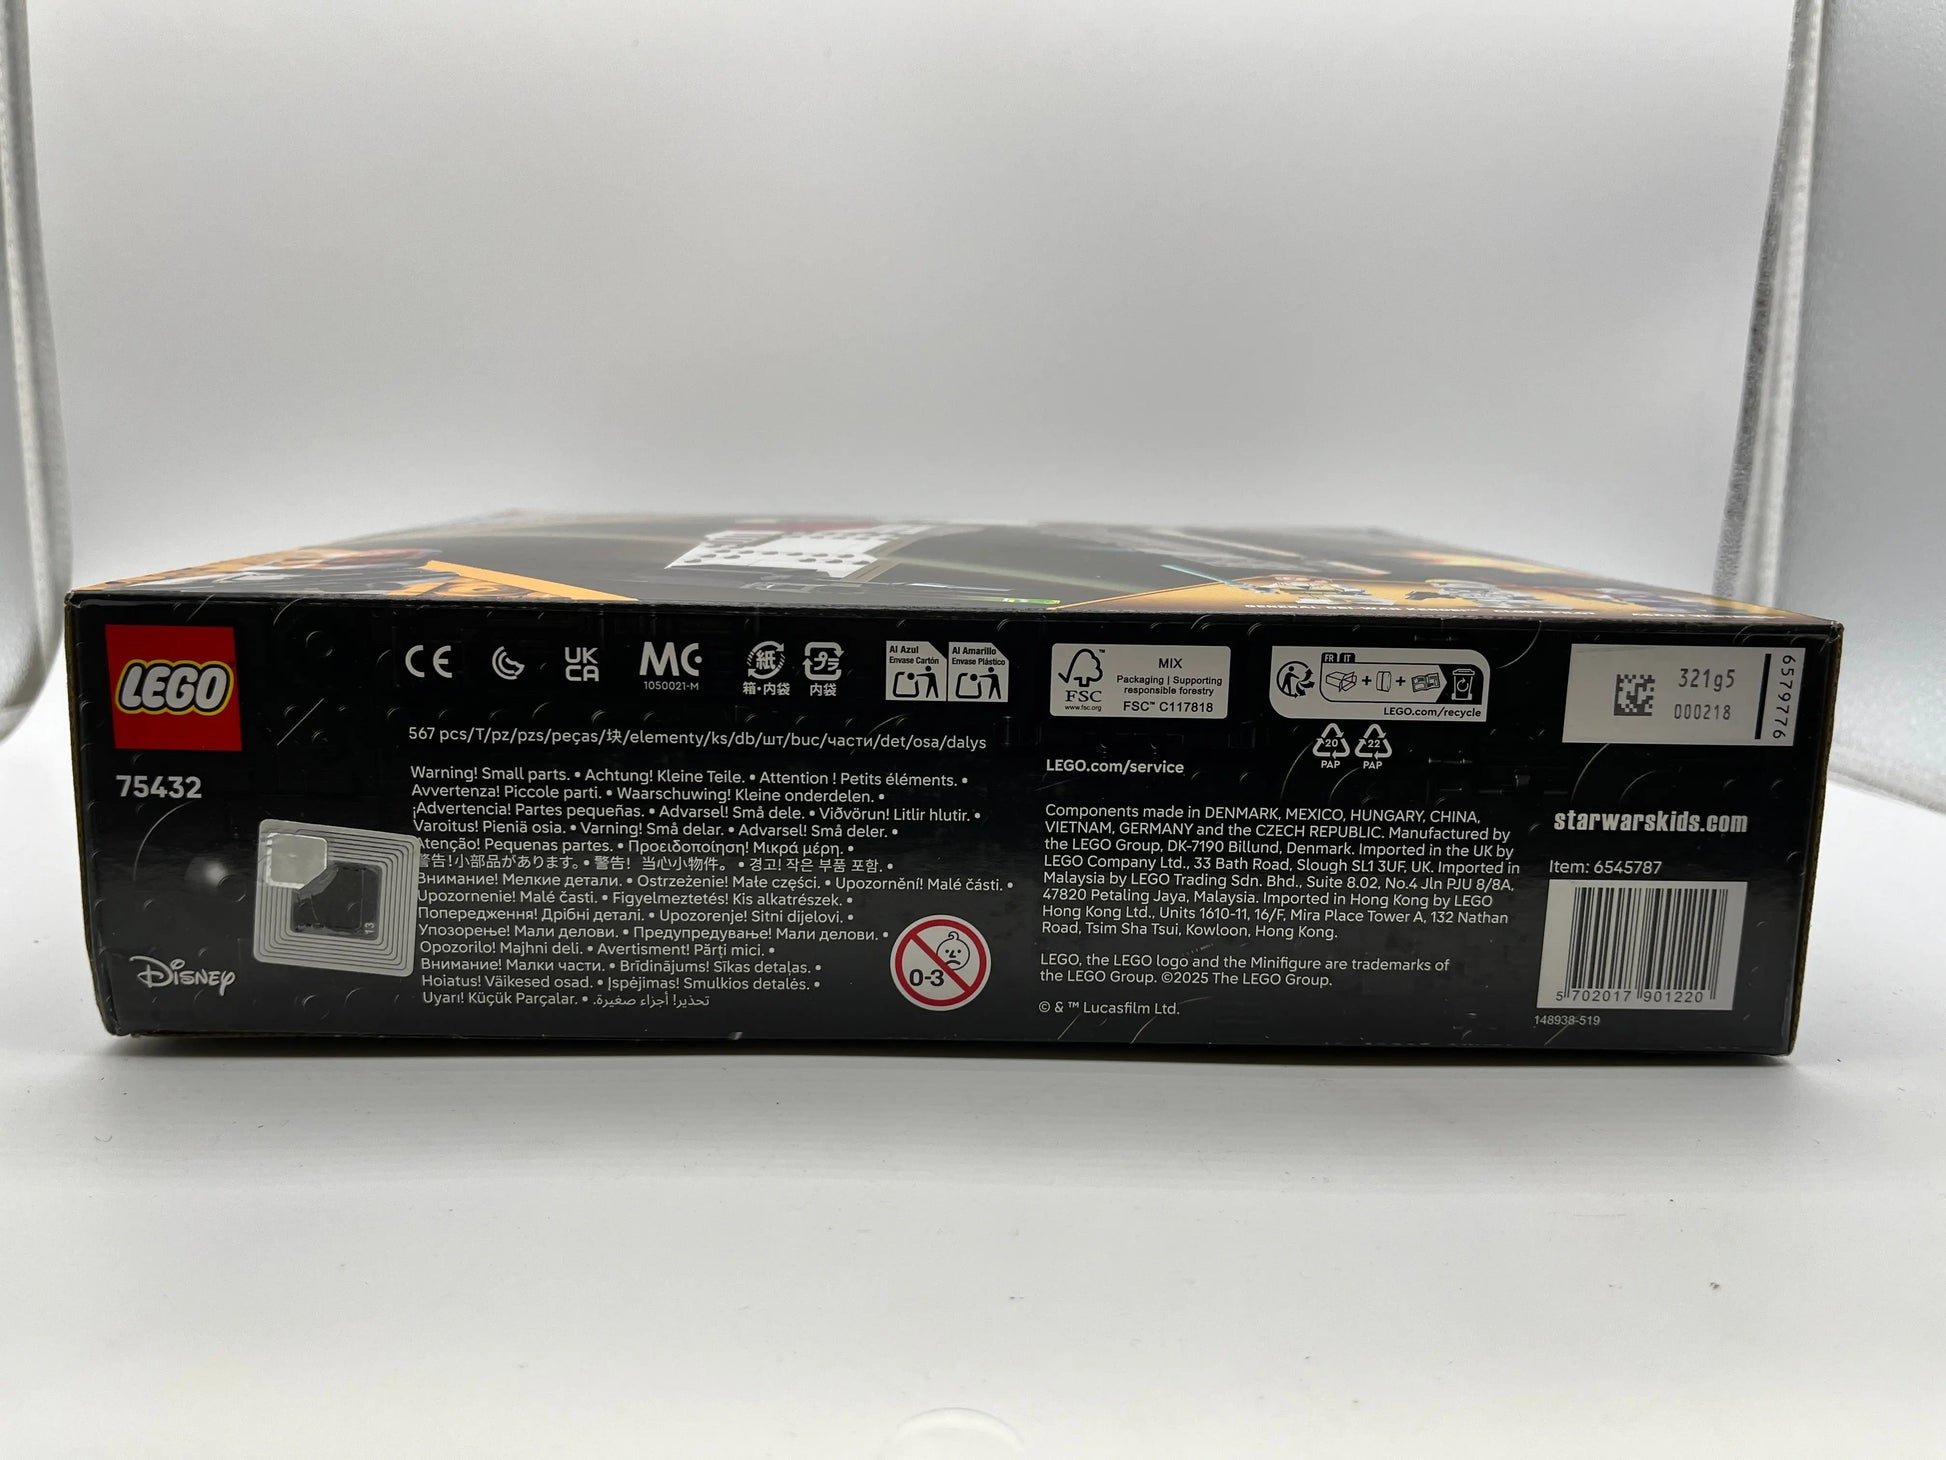 LEGO
75432
Disney
13
CE
UK
CA
MC
1050021-M
紙
箱・内袋
プラ
内袋
Al Azul
Envase Cartón
Al Amarillo
Envase Plástico
567 pcs/T/pz/pzs/peças/块/elementy/ks/db/шт/buc/части/det/osa/dalys
Warning! Small parts. • Achtung! Kleine Teile. • Attention ! Petits éléments. •
Avvertenza! Piccole parti. • Waarschuwing! Kleine onderdelen. •
¡Advertencia! Partes pequeñas. • Advarsel! Små dele. • Viðvörun! Litlir hlutir. •
Varoitus! Pieniä osia. • Varning! Små delar. • Advarsel! Små deler. •
Atenção! Pequenas partes. • Προειδοποίηση! Μικρά μέρη. •
警告!小部品があります。• 警告! 当心小物件。 • 경고! 작은 부품 포함. •
Внимание! Мелкие детали. • Ostrzeżenie! Małe części. • Upozornění! Malé části. •
Upozornenie! Malé časti. • Figyelmeztetés! Kis alkatrészek. •
Попередження! Дрібні деталі. • Upozorenje! Sitni dijelovi. •
Упозорење! Мали делови. • Предупредување! Мали делови. •
Opozorilo! Majhni deli. • Avertisment! Părți mici. •
Внимание! Малки части. • Brīdinājums! Sīkas detaļas. •
Hoiatus! Väikesed osad. • Įspėjimas! Smulkios detalės. •
Uyarı! Küçük Parçalar. • تحذير! أجزاء صغيرة.
0-3
FSC
www.fsc.org
MIX
Packaging | Supporting
responsible forestry
FSC™ C117818
FR IT
LEGO.com/recycle
20
PAP
22
PAP
LEGO.com/service
Components made in DENMARK, MEXICO, HUNGARY, CHINA,
VIETNAM, GERMANY and the CZECH REPUBLIC. Manufactured by
the LEGO Group, DK-7190 Billund, Denmark. Imported in the UK by
LEGO Company Ltd., 33 Bath Road, Slough SL1 3UF, UK. Imported in
Malaysia by LEGO Trading Sdn. Bhd., Suite 8.02, No.4 Jln PJU 8/8A,
47820 Petaling Jaya, Malaysia. Imported in Hong Kong by LEGO
Hong Kong Ltd., Units 1610-11, 16/F, Mira Place Tower A, 132 Nathan
Road, Tsim Sha Tsui, Kowloon, Hong Kong.
LEGO, the LEGO logo and the Minifigure are trademarks of
the LEGO Group. ©2025 The LEGO Group.
© & ™ Lucasfilm Ltd.
321g5
000218
6579776
starwarskids.com
Item: 6545787
5 702017 901220
148938-519